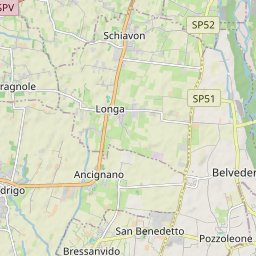 SPV
SP52
Schiavon
ragnole
SP51
Longa
Ancignano
Belveder
drigo
San Benedetto
Pozzoleone
Bressanvido